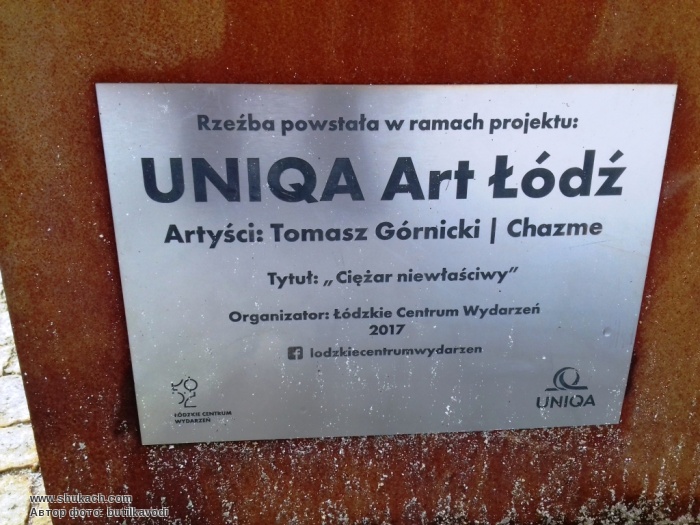 Rzeźba powstała w ramach projektu:
UNIQA Art Łódź
Artyści: Tomasz Górnicki | Chazme
Tytuł: „Ciężar niewłaściwy”
Organizator: Łódzkie Centrum Wydarzeń
2017
lodzkiecentrumwydarzen
ŁÓDZKIE CENTRUM
WYDARZEŃ
UNIQA
www.shukach.com
Автор фото: butilkavodi